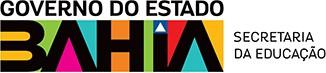 GOVERNO DO ESTADO
BAHIA
SECRETARIA
DA EDUCAÇÃO